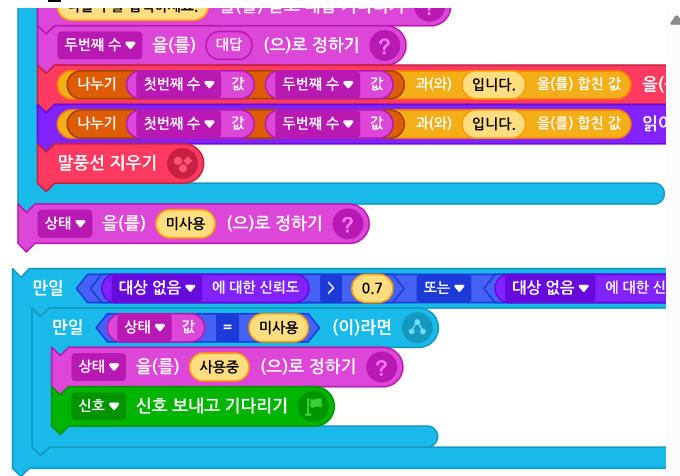 두번째 수 ▼ 을(를) 대답 (으)로 정하기 ?
나누기 첫번째 수 ▼ 값 두번째 수 ▼ 값 과(와) 입니다. 을(를) 합친 값 을(
나누기 첫번째 수 ▼ 값 두번째 수 ▼ 값 과(와) 입니다. 을(를) 합친 값 읽어
말풍선 지우기
상태 ▼ 을(를) 미사용 (으)로 정하기 ?
만일 대상 없음 ▼ 에 대한 신뢰도 > 0.7 또는 ▼ 대상 없음 ▼ 에 대한 신
만일 상태 ▼ 값 = 미사용 (이)라면
상태 ▼ 을(를) 사용중 (으)로 정하기 ?
신호 ▼ 신호 보내고 기다리기